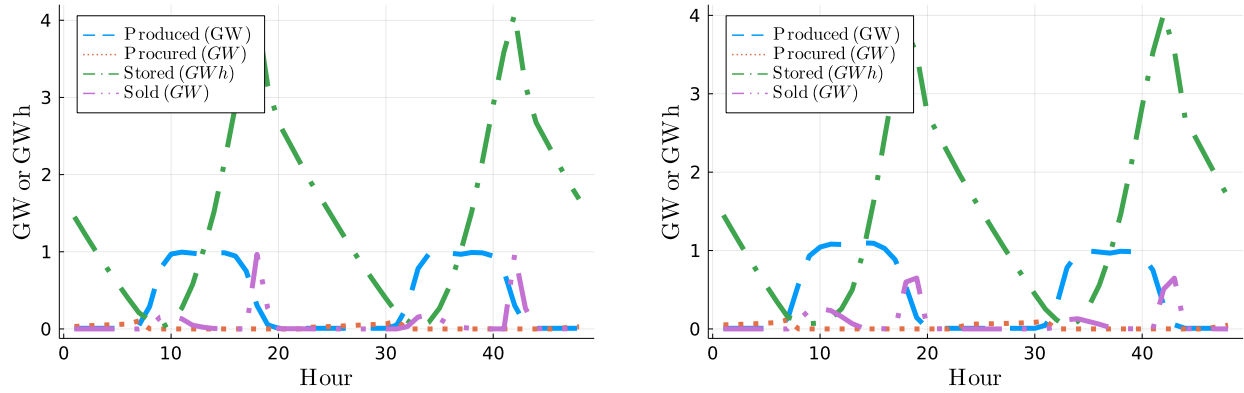 GW or GWh
4
3
2
1
0
Produced (GW)
Procured (GW)
Stored (GWh)
Sold (GW)
0 10 20 30 40
Hour
GW or GWh
4
3
2
1
0
Produced (GW)
Procured (GW)
Stored (GWh)
Sold (GW)
0 10 20 30 40
Hour